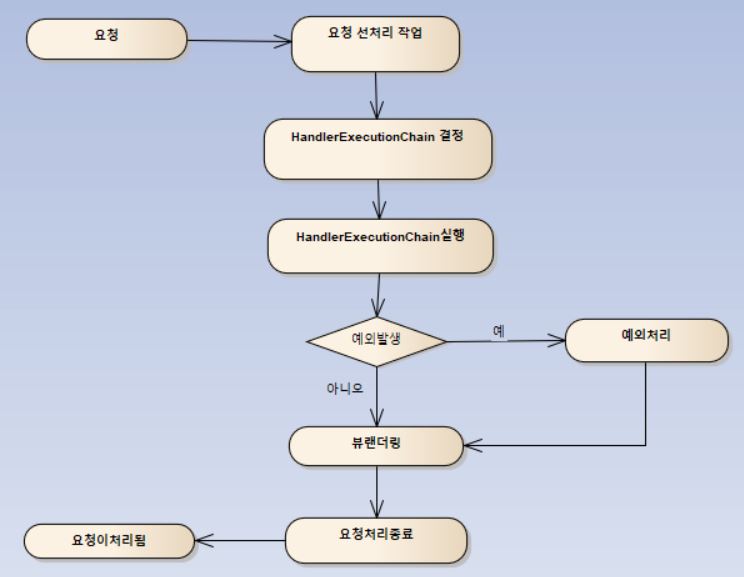 요청
요청 선처리 작업
HandlerExecutionChain 결정
HandlerExecutionChain실행
예외발생
예
예외처리
아니오
뷰랜더링
요청처리종료
요청이처리됨